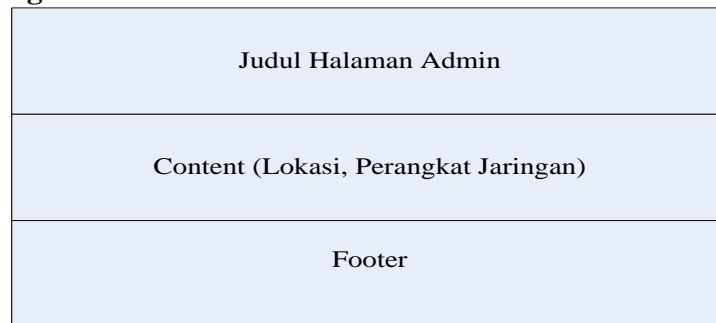 Judul Halaman Admin
Content (Lokasi, Perangkat Jaringan)
Footer